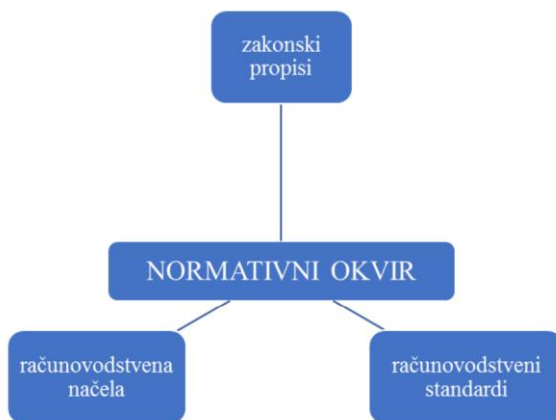 zakonski
propisi
NORMATIVNI OKVIR
računovodstvena
načela
računovodstveni
standardi